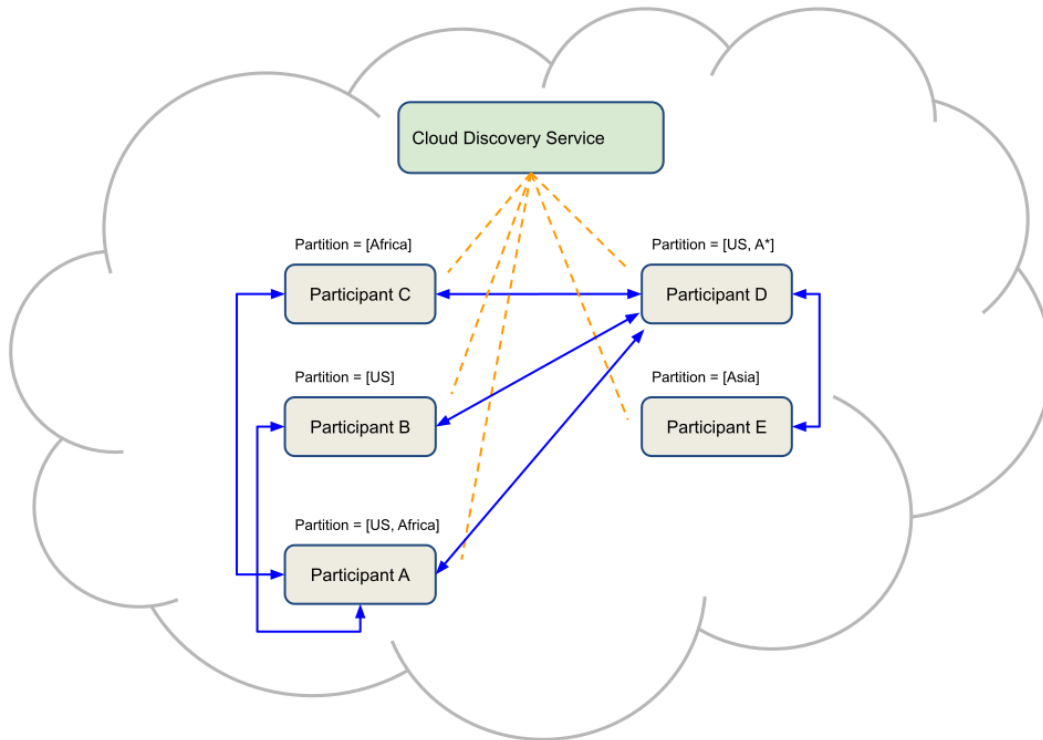 Cloud Discovery Service
Partition = [Africa]
Partition = [US, A*]
Participant C
Participant D
Partition = [US]
Partition = [Asia]
Participant B
Participant E
Partition = [US, Africa]
Participant A